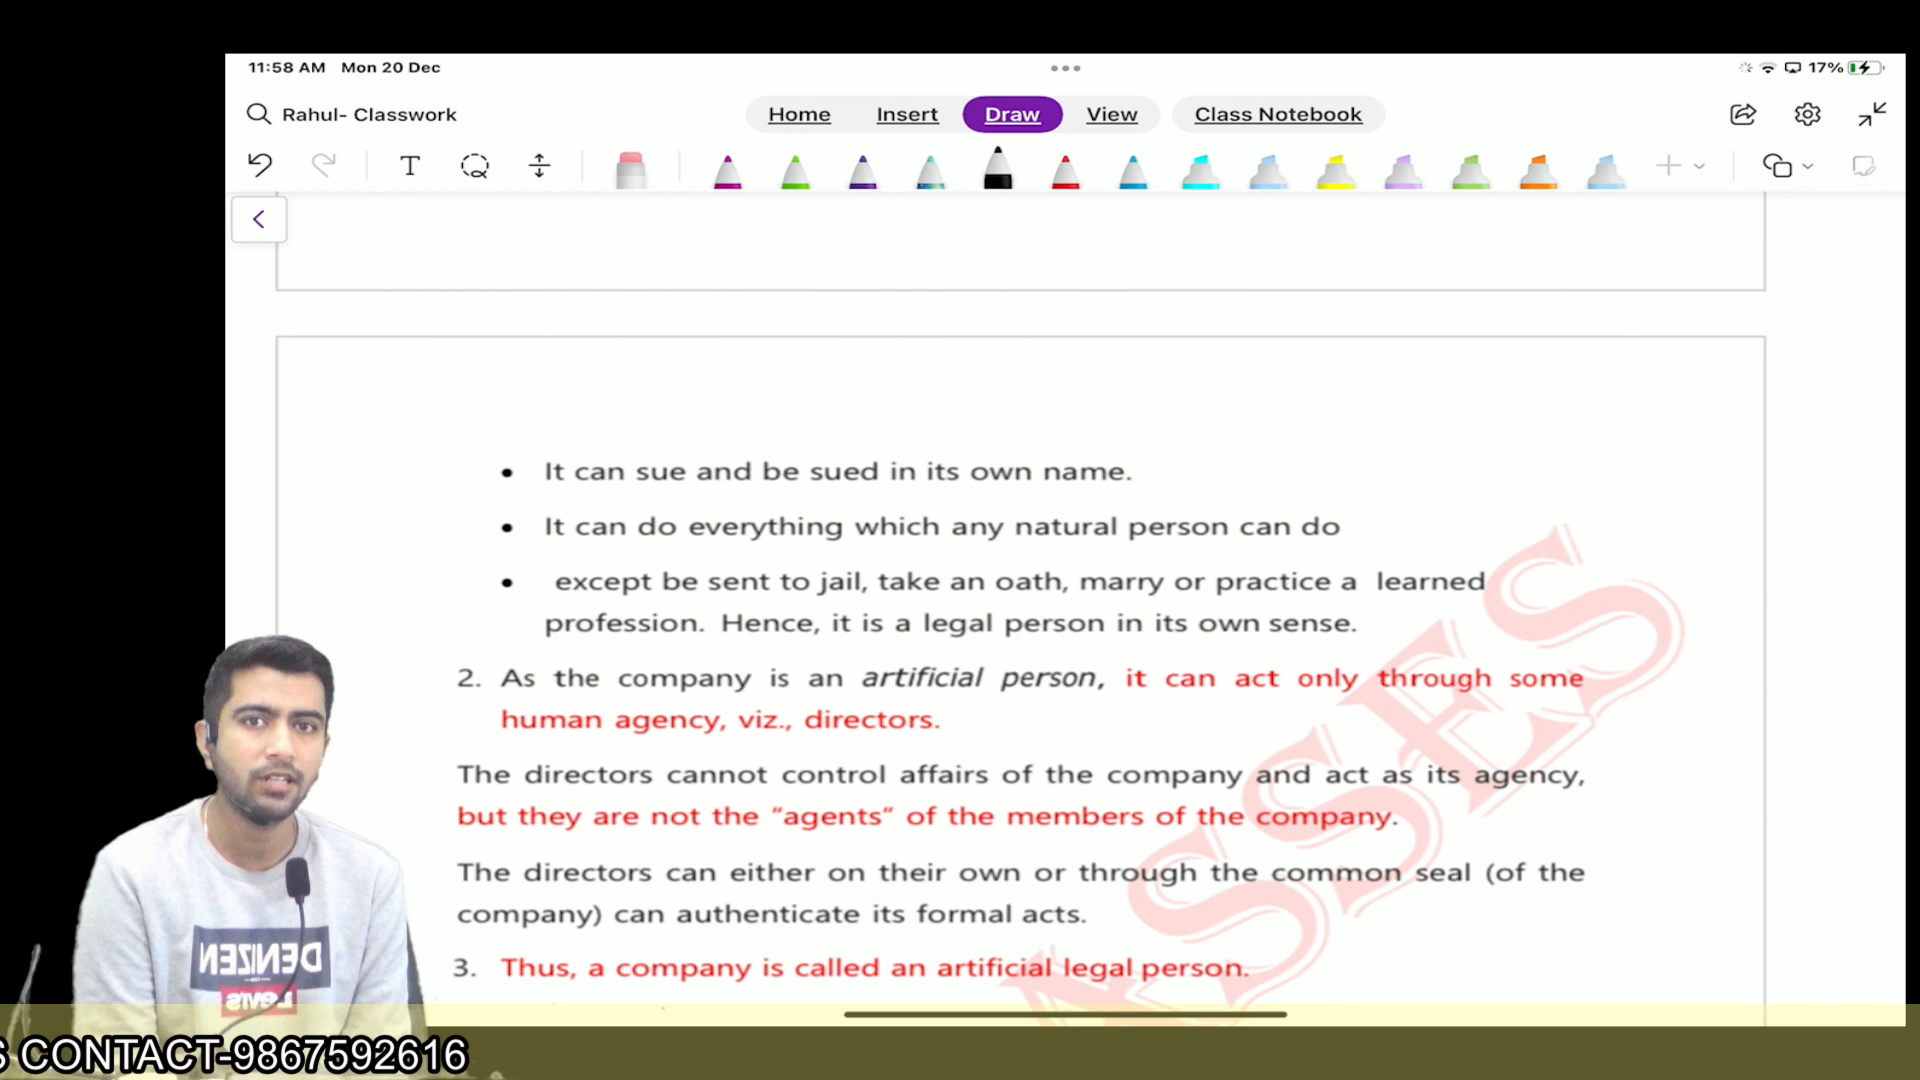 11:58 AM Mon 20 Dec
17%
Rahul- Classwork
Home
Insert
Draw
View
Class Notebook
T
• It can sue and be sued in its own name.
• It can do everything which any natural person can do
• except be sent to jail, take an oath, marry or practice a learned
profession. Hence, it is a legal person in its own sense.
2. As the company is an artificial person, it can act only through some
human agency, viz., directors.
The directors cannot control affairs of the company and act as its agency,
but they are not the “agents” of the members of the company.
The directors can either on their own or through the common seal (of the
company) can authenticate its formal acts.
3. Thus, a company is called an artificial legal person.
SSES
DENIZEN
Levi's
S CONTACT-9867592616